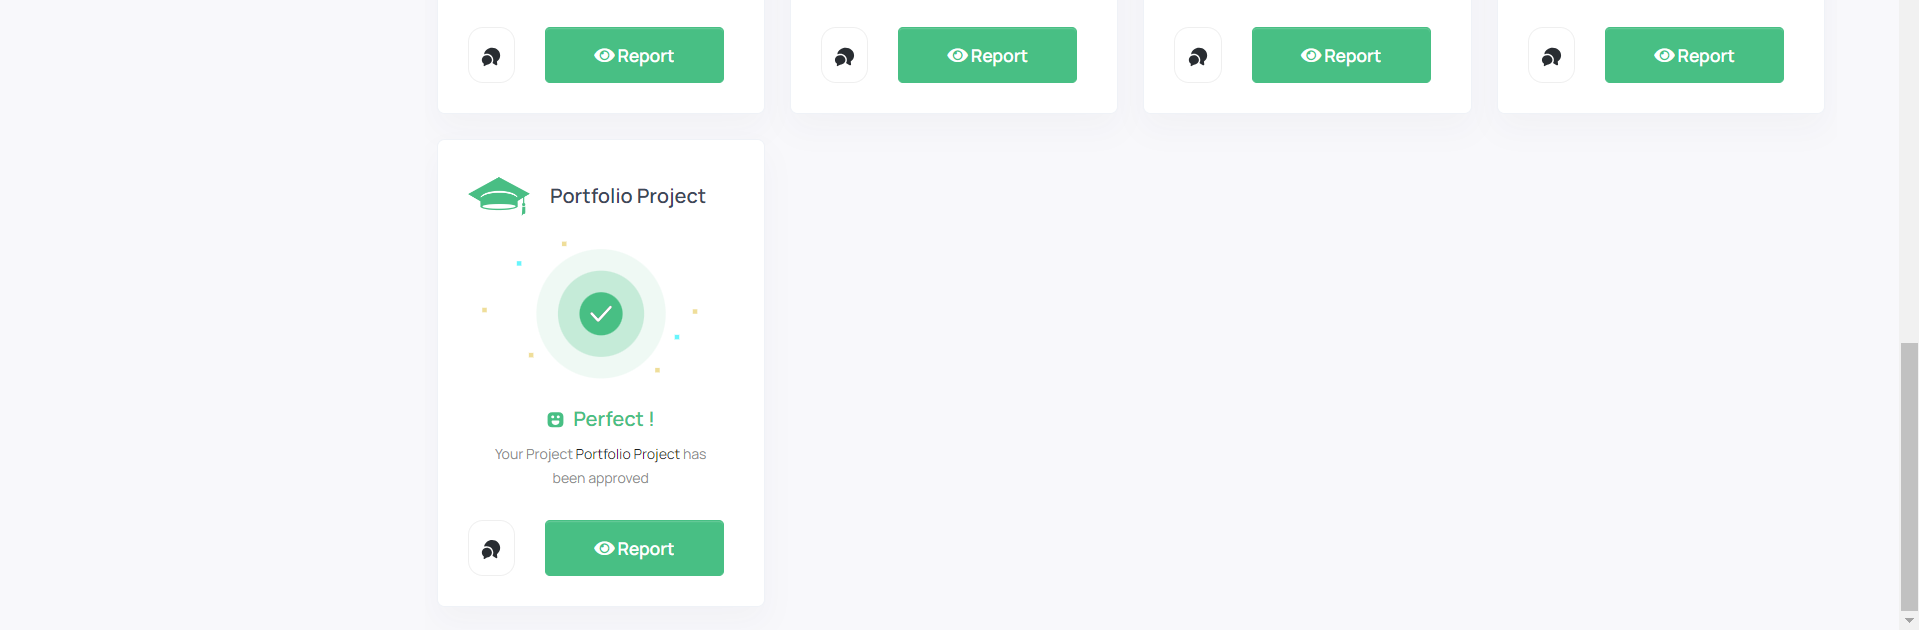 Report
Report
Report
Report
Portfolio Project
Perfect !
Your Project Portfolio Project has
been approved
Report